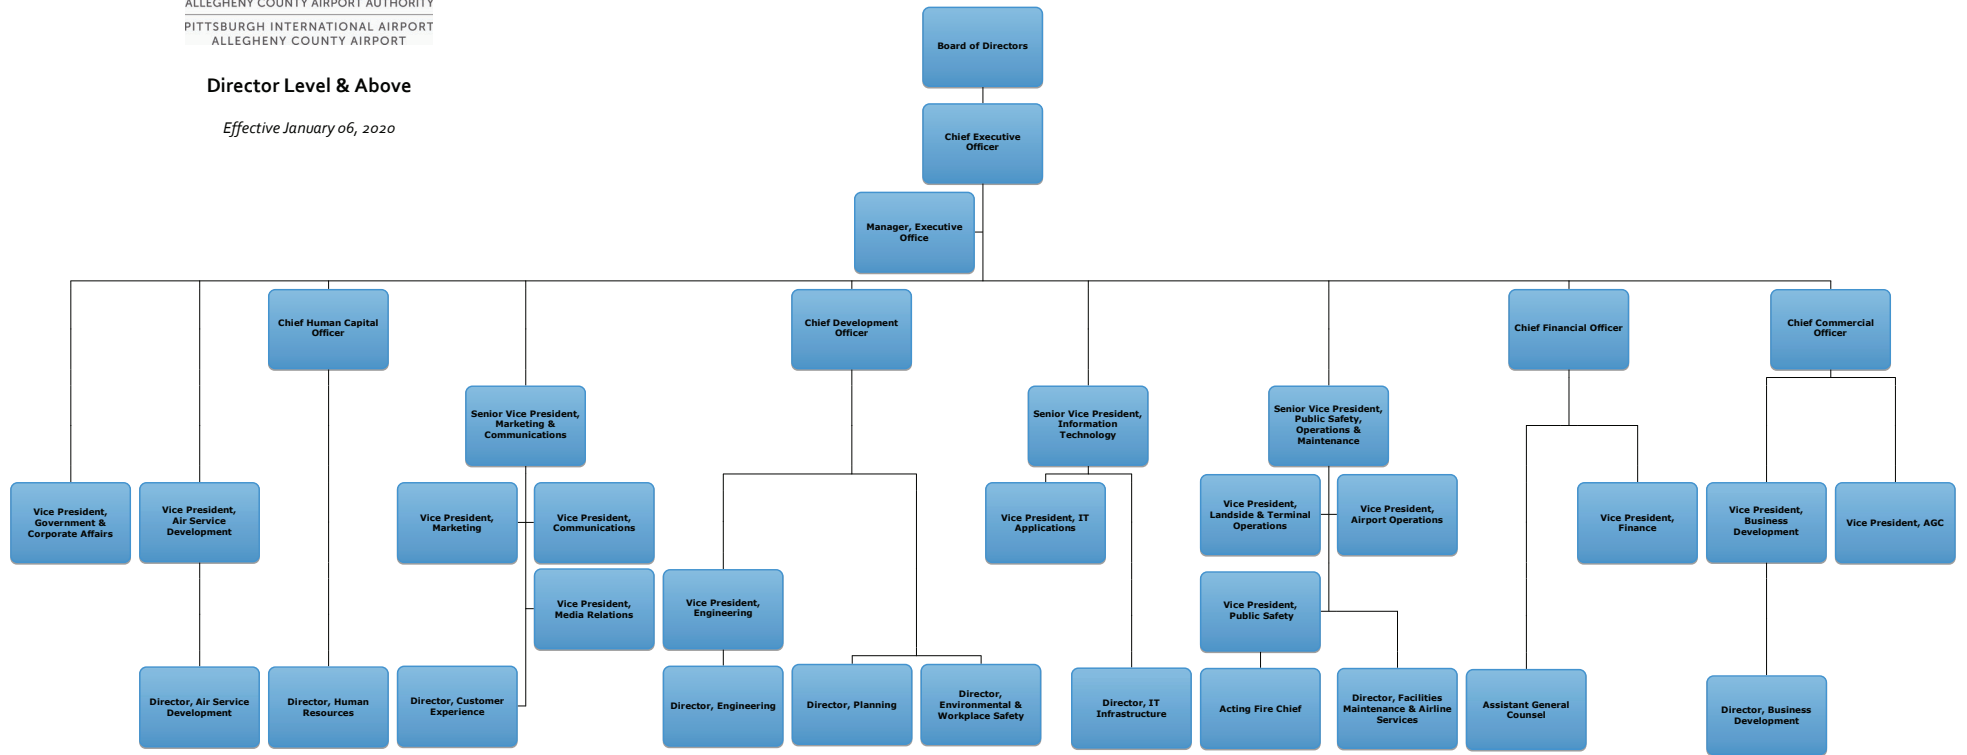 ALLEGHENY COUNTY AIRPORT AUTHORITY
PITTSBURGH INTERNATIONAL AIRPORT
ALLEGHENY COUNTY AIRPORT
Director Level & Above
Effective January 06, 2020
Board of Directors
Chief Executive
Officer
Manager, Executive
Office
Chief Human Capital
Officer
Chief Development
Officer
Chief Financial Officer
Chief Commercial
Officer
Senior Vice President,
Marketing &
Communications
Senior Vice President,
Information
Technology
Senior Vice President,
Public Safety,
Operations &
Maintenance
Vice President,
Government &
Corporate Affairs
Vice President,
Air Service
Development
Vice President,
Marketing
Vice President,
Communications
Vice President, IT
Applications
Vice President,
Landside & Terminal
Operations
Vice President,
Airport Operations
Vice President,
Finance
Vice President,
Business
Development
Vice President, AGC
Vice President,
Media Relations
Vice President,
Engineering
Vice President,
Public Safety
Director, Air Service
Development
Director, Human
Resources
Director, Customer
Experience
Director, Engineering
Director, Planning
Director,
Environmental &
Workplace Safety
Director, IT
Infrastructure
Acting Fire Chief
Director, Facilities
Maintenance & Airline
Services
Assistant General
Counsel
Director, Business
Development